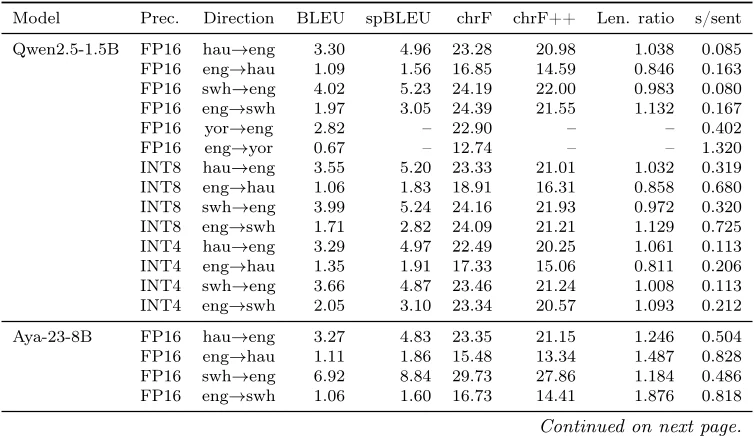 Model Prec. Direction BLEU spBLEU chrF chrF++ Len. ratio s/sent
Qwen2.5-1.5B FP16 hau→eng 3.30 4.96 23.28 20.98 1.038 0.085
FP16 eng→hau 1.09 1.56 16.85 14.59 0.846 0.163
FP16 swh→eng 4.02 5.23 24.19 22.00 0.983 0.080
FP16 eng→swh 1.97 3.05 24.39 21.55 1.132 0.167
FP16 yor→eng 2.82 – 22.90 – – 0.402
FP16 eng→yor 0.67 – 12.74 – – 1.320
INT8 hau→eng 3.55 5.20 23.33 21.01 1.032 0.319
INT8 eng→hau 1.06 1.83 18.91 16.31 0.858 0.680
INT8 swh→eng 3.99 5.24 24.16 21.93 0.972 0.320
INT8 eng→swh 1.71 2.82 24.09 21.21 1.129 0.725
INT4 hau→eng 3.29 4.97 22.49 20.25 1.061 0.113
INT4 eng→hau 1.35 1.91 17.33 15.06 0.811 0.206
INT4 swh→eng 3.66 4.87 23.46 21.24 1.008 0.113
INT4 eng→swh 2.05 3.10 23.34 20.57 1.093 0.212
Aya-23-8B FP16 hau→eng 3.27 4.83 23.35 21.15 1.246 0.504
FP16 eng→hau 1.11 1.86 15.48 13.34 1.487 0.828
FP16 swh→eng 6.92 8.84 29.73 27.86 1.184 0.486
FP16 eng→swh 1.06 1.60 16.73 14.41 1.876 0.818
Continued on next page.